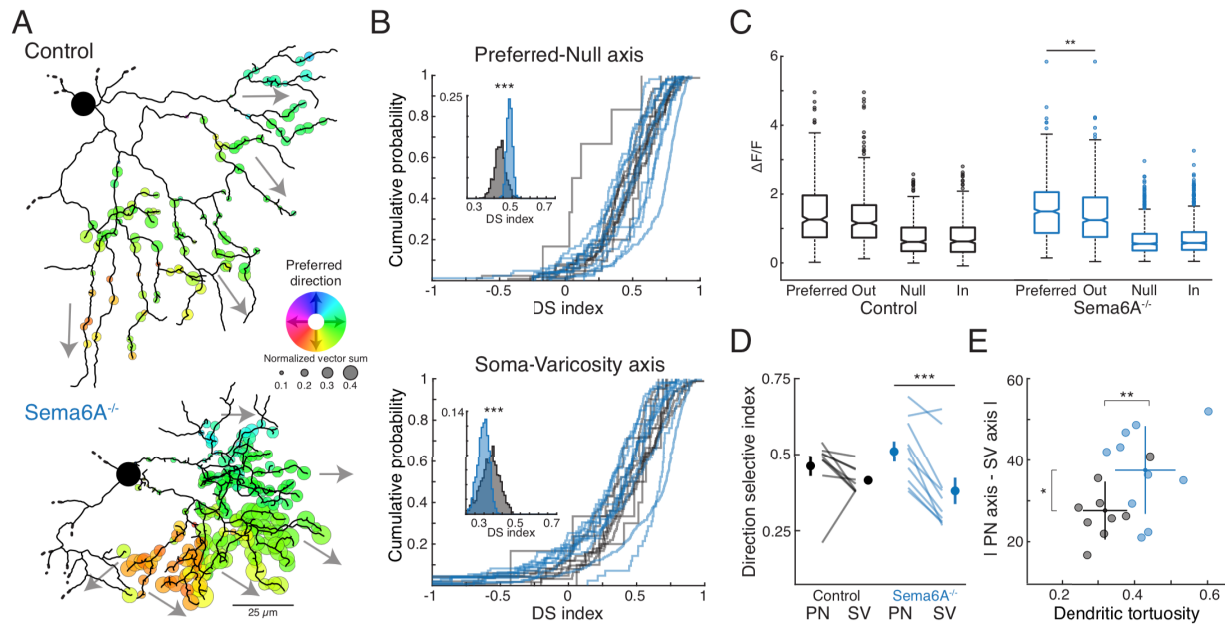 A
Control
Preferred
direction
Normalized vector sum
0.1 0.2 0.3 0.4
Sema6A-/-
25 µm
B
Preferred-Null axis
Cumulative probability
1
0.8
0.6
0.4
0.2
-1 -0.5 0 0.5 1
DS index
0.25
***
0.3 0.5 0.7
DS index
Soma-Varicosity axis
Cumulative probability
1
0.8
0.6
0.4
0.2
-1 -0.5 0 0.5 1
DS index
0.14
***
0.3 0.5 0.7
DS index
C
ΔF/F
6
4
2
0
**
Preferred Out Null In
Control
Preferred Out Null In
Sema6A-/-
D
Direction selective index
0.75
0.5
0.25
***
Control Sema6A-/-
PN SV PN SV
E
| PN axis - SV axis |
60
40
20
**
*
0.2 0.4 0.6
Dendritic tortuosity